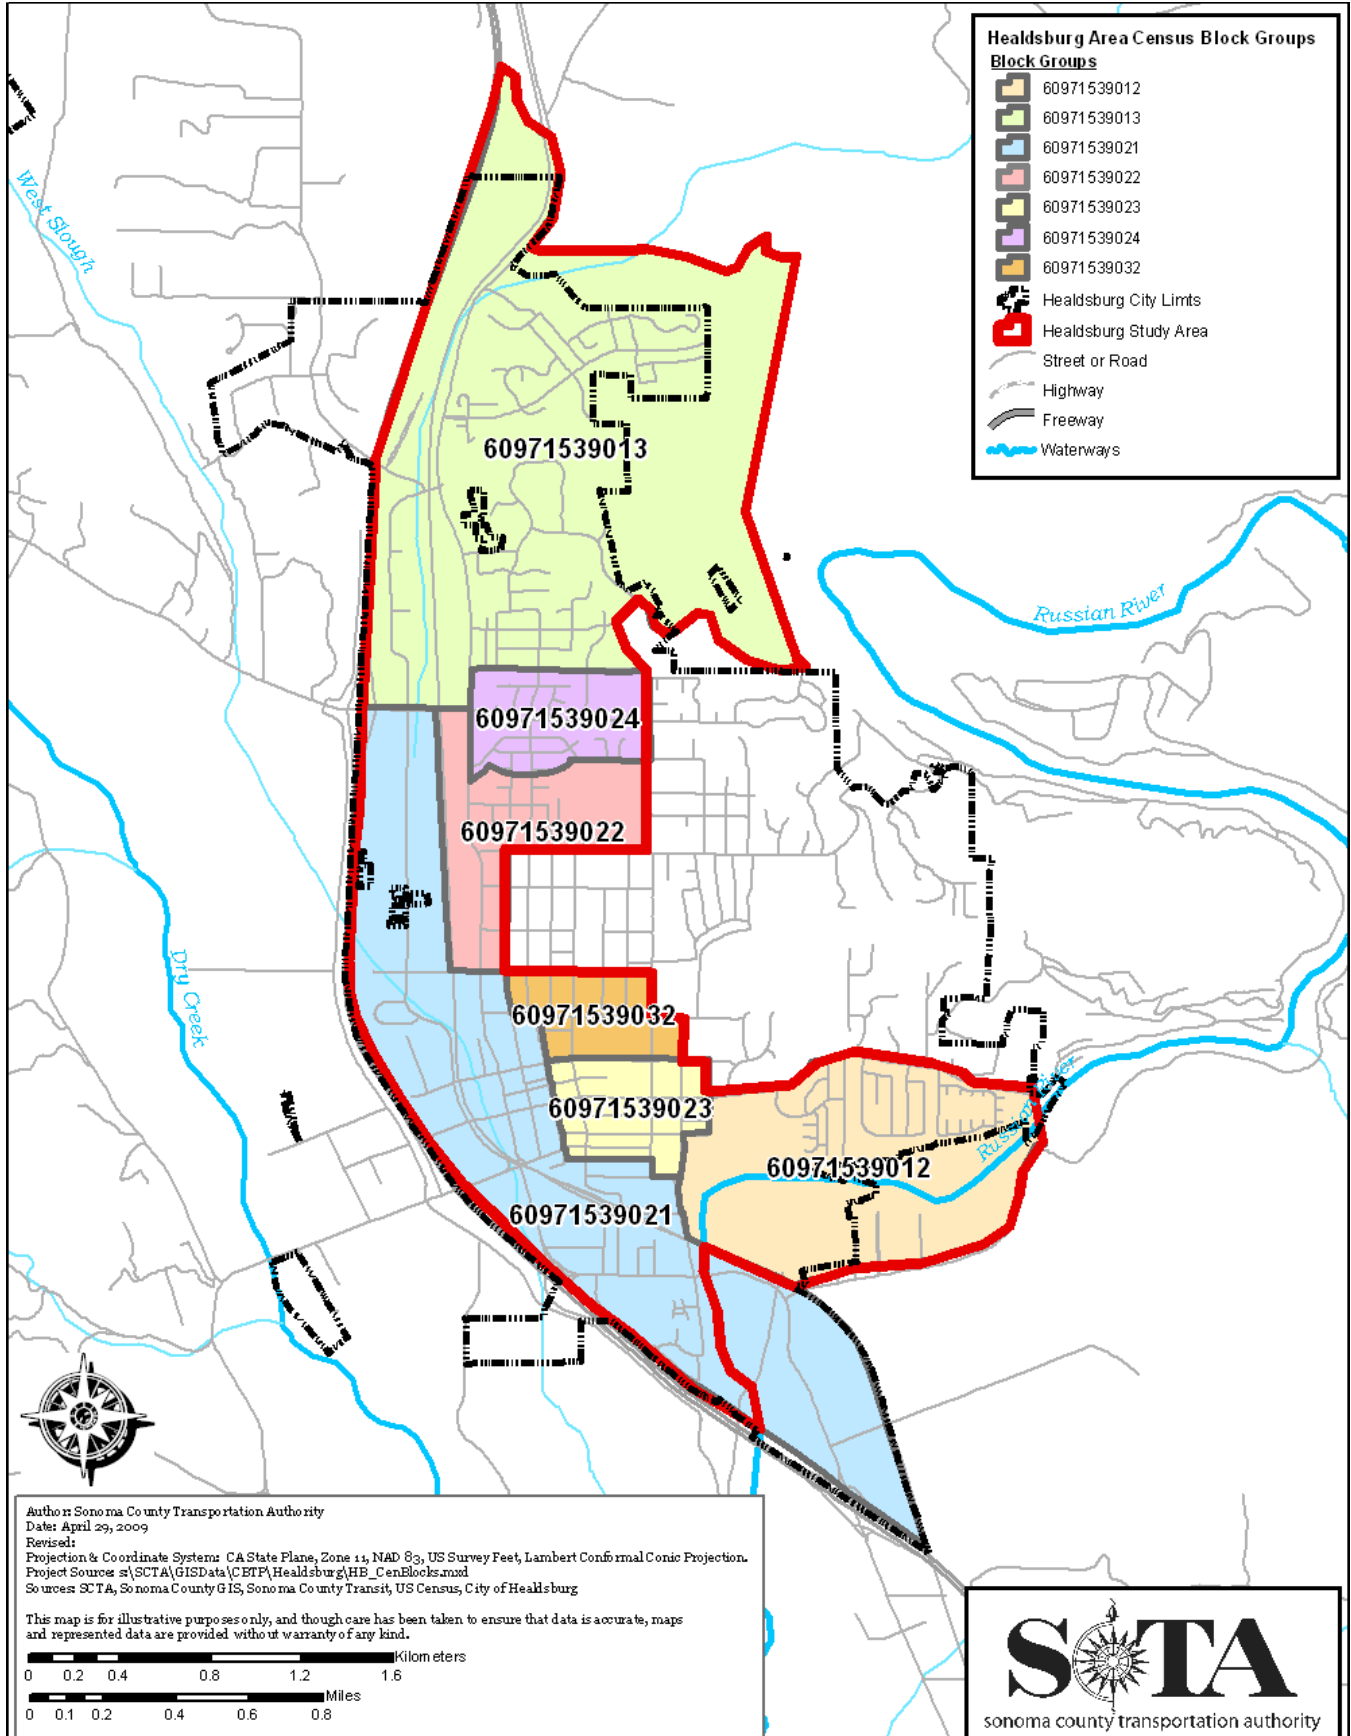 Healdsburg Area Census Block Groups
Block Groups
60971539012
60971539013
60971539021
60971539022
60971539023
60971539024
60971539032
Healdsburg City Limts
Healdsburg Study Area
Street or Road
Highway
Freeway
Waterways
West Slough
60971539013
Russian River
60971539024
60971539022
Dry Creek
60971539032
60971539023
Russian River
60971539012
60971539021
Author: Sonoma County Transportation Authority
Date: April 29, 2009
Revised:
Projection & Coordinate System: CA State Plane, Zone 11, NAD 83, US Survey Feet, Lambert Conformal Conic Projection.
Project Source: s:\SCTA\GISData\CBTP\Healdsburg\HB_CenBlocks.mxd
Sources: SCTA, Sonoma County GIS, Sonoma County Transit, US Census, City of Healdsburg
This map is for illustrative purposes only, and though care has been taken to ensure that data is accurate, maps
and represented data are provided without warranty of any kind.
Kilometers
0 0.2 0.4 0.8 1.2 1.6
Miles
0 0.1 0.2 0.4 0.6 0.8
SCTA
sonoma county transportation authority